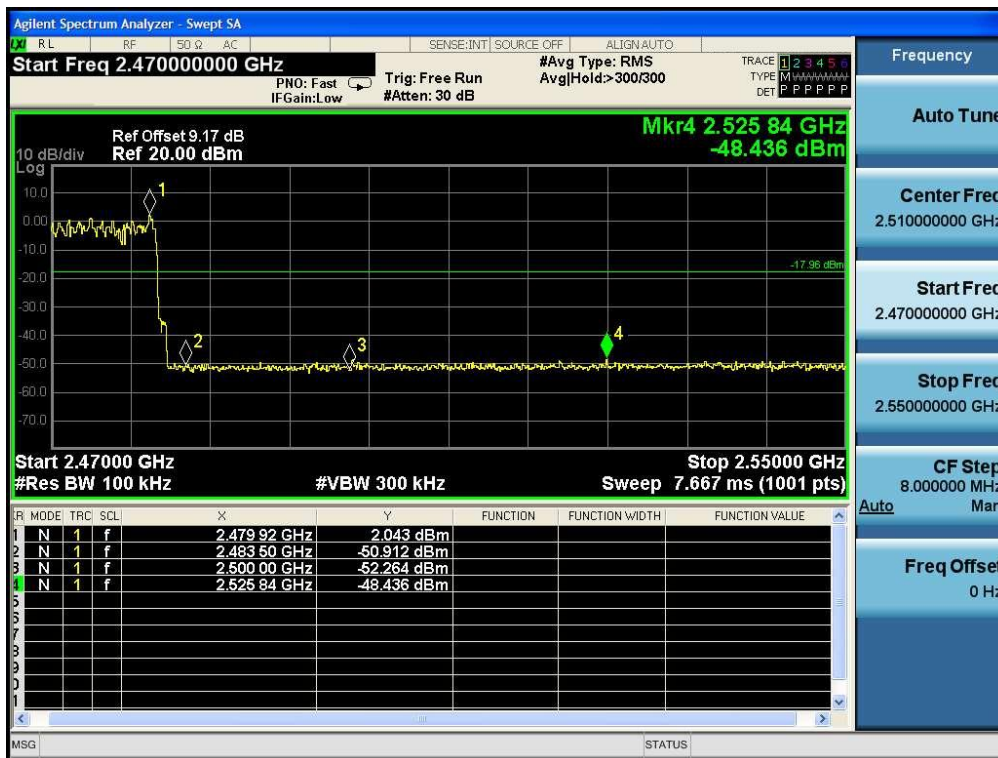 Agilent Spectrum Analyzer - Swept SA
LXI RL RF 50 Ω AC SENSE:INT SOURCE OFF ALIGN AUTO
Start Freq 2.470000000 GHz
PNO: Fast
IFGain:Low
Trig: Free Run
#Atten: 30 dB
#Avg Type: RMS
Avg|Hold:>300/300
TRACE 1 2 3 4 5 6
TYPE M
DET P P P P P P
Mkr4 2.525 84 GHz
-48.436 dBm
Ref Offset 9.17 dB
10 dB/div Ref 20.00 dBm
Log
10.0
0.00
-10.0
-20.0
-30.0
-40.0
-50.0
-60.0
-70.0
1
2
3
4
-17.96 dBm
Start 2.47000 GHz Stop 2.55000 GHz
#Res BW 100 kHz #VBW 300 kHz Sweep 7.667 ms (1001 pts)
MODE TRC SCL X Y FUNCTION FUNCTION WIDTH FUNCTION VALUE
1 N 1 f 2.479 92 GHz 2.043 dBm
2 N 1 f 2.483 50 GHz -50.912 dBm
3 N 1 f 2.500 00 GHz -52.264 dBm
4 N 1 f 2.525 84 GHz -48.436 dBm
5
6
7
8
9
0
1
MSG STATUS
Frequency
Auto Tune
Center Freq
2.510000000 GHz
Start Freq
2.470000000 GHz
Stop Freq
2.550000000 GHz
CF Step
8.000000 MHz
Auto Man
Freq Offset
0 Hz